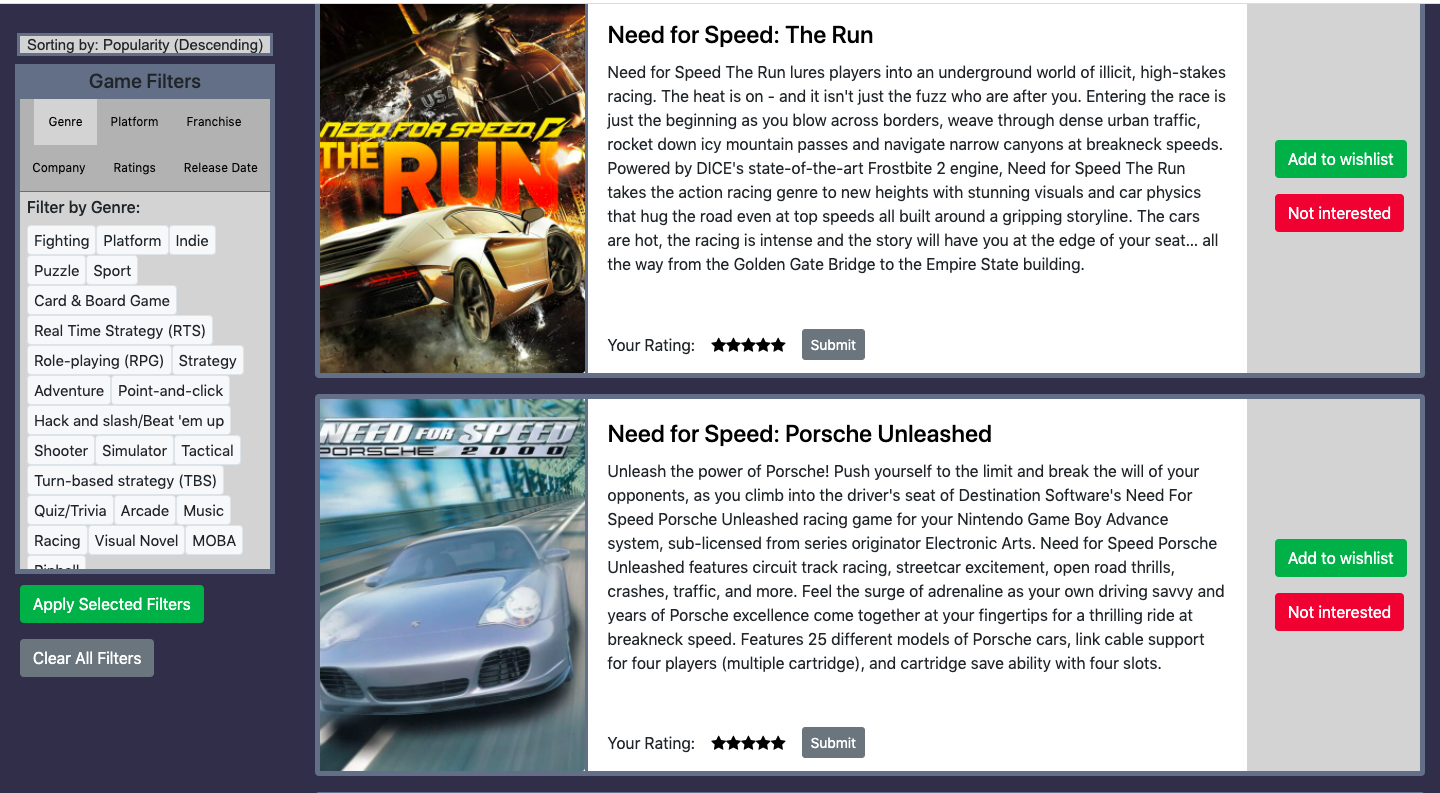 Sorting by: Popularity (Descending)
Game Filters
Genre Platform Franchise
Company Ratings Release Date
Filter by Genre:
Fighting Platform Indie
Puzzle Sport
Card & Board Game
Real Time Strategy (RTS)
Role-playing (RPG) Strategy
Adventure Point-and-click
Hack and slash/Beat 'em up
Shooter Simulator Tactical
Turn-based strategy (TBS)
Quiz/Trivia Arcade Music
Racing Visual Novel MOBA
Pinball
Apply Selected Filters
Clear All Filters
US
NEED FOR SPEED
THE
RUN
Need for Speed: The Run
Need for Speed The Run lures players into an underground world of illicit, high-stakes
racing. The heat is on - and it isn't just the fuzz who are after you. Entering the race is
just the beginning as you blow across borders, weave through dense urban traffic,
rocket down icy mountain passes and navigate narrow canyons at breakneck speeds.
Powered by DICE's state-of-the-art Frostbite 2 engine, Need for Speed The Run
takes the action racing genre to new heights with stunning visuals and car physics
that hug the road even at top speeds all built around a gripping storyline. The cars
are hot, the racing is intense and the story will have you at the edge of your seat... all
the way from the Golden Gate Bridge to the Empire State building.
Your Rating: Submit
Add to wishlist
Not interested
NEED FOR SPEED
PORSCHE 2000
Need for Speed: Porsche Unleashed
Unleash the power of Porsche! Push yourself to the limit and break the will of your
opponents, as you climb into the driver's seat of Destination Software's Need For
Speed Porsche Unleashed racing game for your Nintendo Game Boy Advance
system, sub-licensed from series originator Electronic Arts. Need for Speed Porsche
Unleashed features circuit track racing, streetcar excitement, open road thrills,
crashes, traffic, and more. Feel the surge of adrenaline as your own driving savvy and
years of Porsche excellence come together at your fingertips for a thrilling ride at
breakneck speed. Features 25 different models of Porsche cars, link cable support
for four players (multiple cartridge), and cartridge save ability with four slots.
Your Rating: Submit
Add to wishlist
Not interested